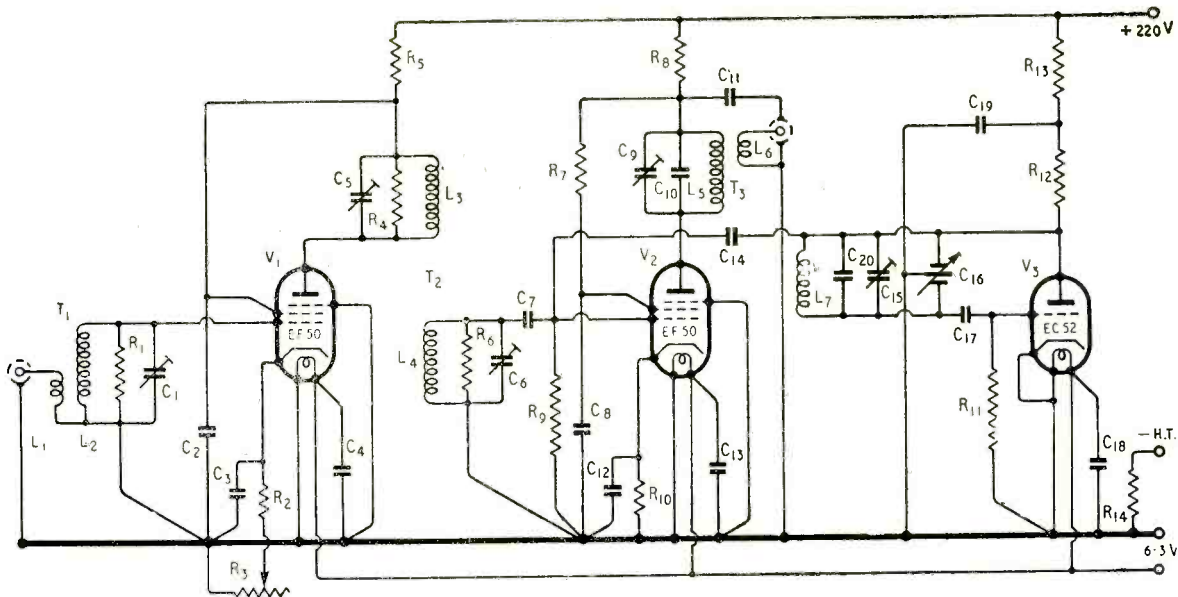 + 220 V
R5
R8
R13
C11
C19
C9
C10
L5
T3
L6
R7
R12
C5
R4
L3
V1
T2
V2
C14
C20
C15
C16
V3
L7
T1
C7
EF 50
EF 50
C17
EC 52
R1
C1
L4
R6
C6
R9
C8
R11
L1
L2
C2
C3
R2
C4
C12
R10
C13
C18
– H.T.
R14
R3
6·3 V